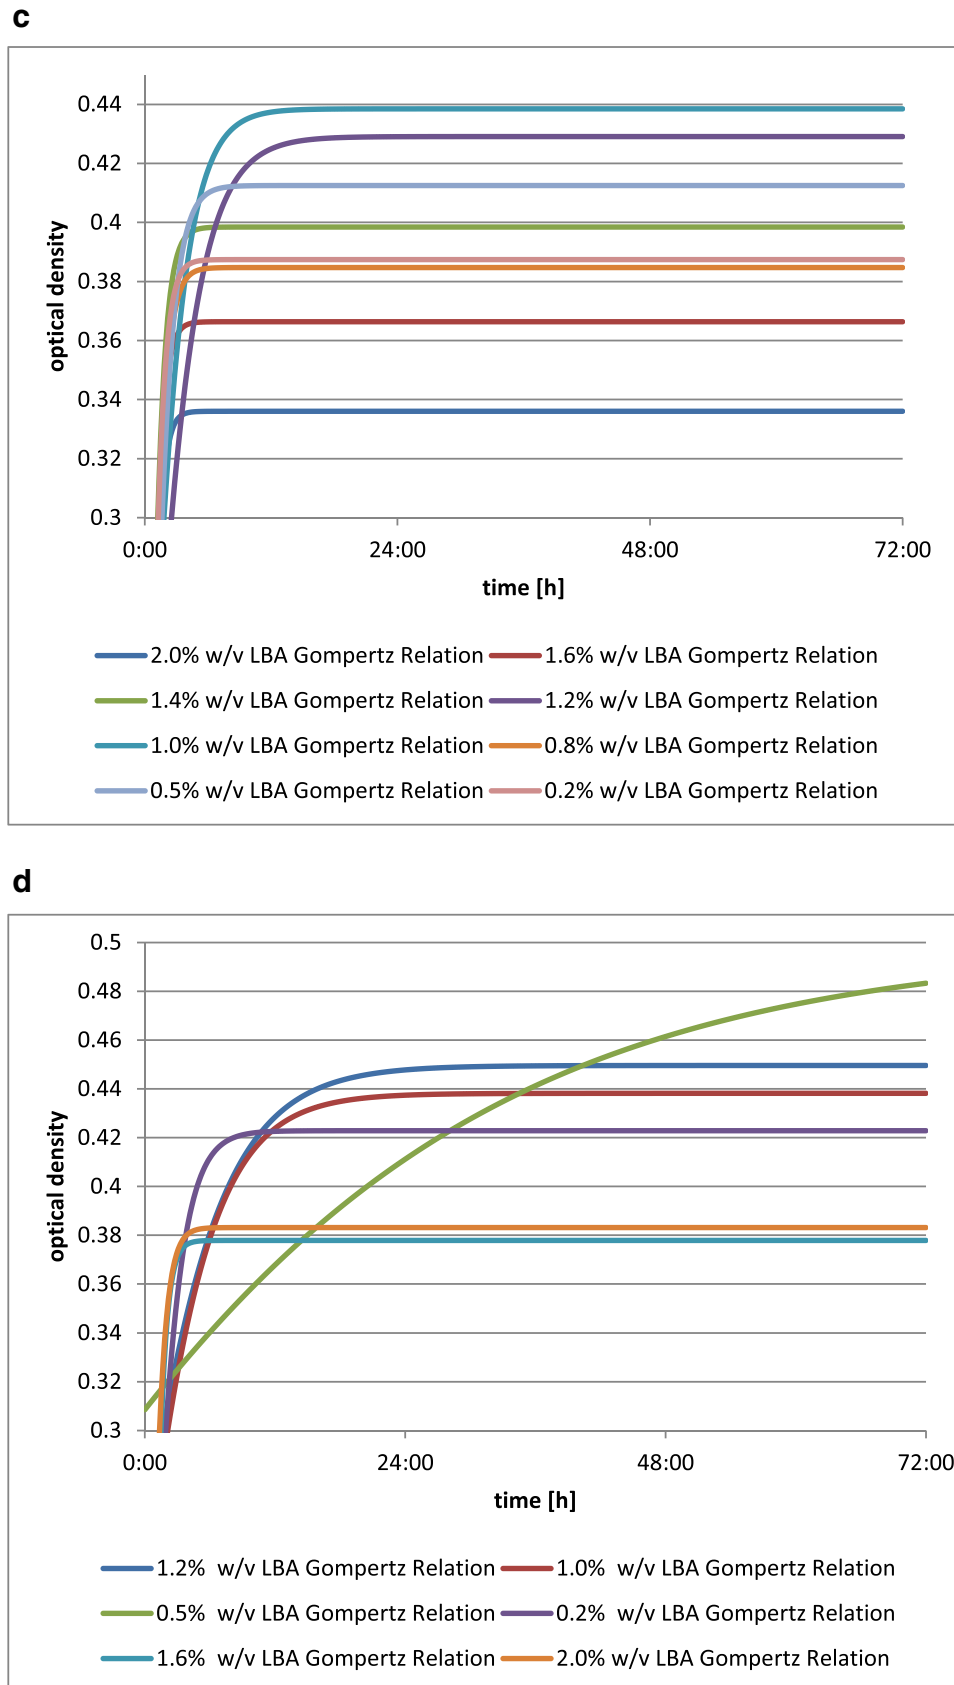 c
0.44
0.42
0.4
0.38
0.36
0.34
0.32
0.3
optical density
0:00 24:00 48:00 72:00
time [h]
2.0% w/v LBA Gompertz Relation 1.6% w/v LBA Gompertz Relation
1.4% w/v LBA Gompertz Relation 1.2% w/v LBA Gompertz Relation
1.0% w/v LBA Gompertz Relation 0.8% w/v LBA Gompertz Relation
0.5% w/v LBA Gompertz Relation 0.2% w/v LBA Gompertz Relation
d
0.5
0.48
0.46
0.44
0.42
0.4
0.38
0.36
0.34
0.32
0.3
optical density
0:00 24:00 48:00 72:00
time [h]
1.2% w/v LBA Gompertz Relation 1.0% w/v LBA Gompertz Relation
0.5% w/v LBA Gompertz Relation 0.2% w/v LBA Gompertz Relation
1.6% w/v LBA Gompertz Relation 2.0% w/v LBA Gompertz Relation